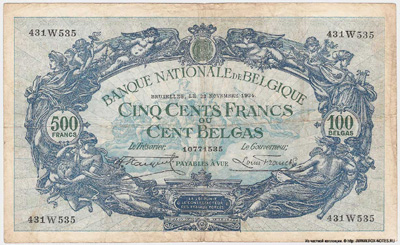 431W535
431W535
BANQUE NATIONALE DE BELGIQUE
BRUXELLES, LE
NOVEMBRE
CINQ CENTS FRANCS
OU
CENT BELGAS
500
FRANCS
100
BELGAS
Le Trésorier,
Le Gouverneur,
10771535
PAYABLES À VUE
431W535
431W535